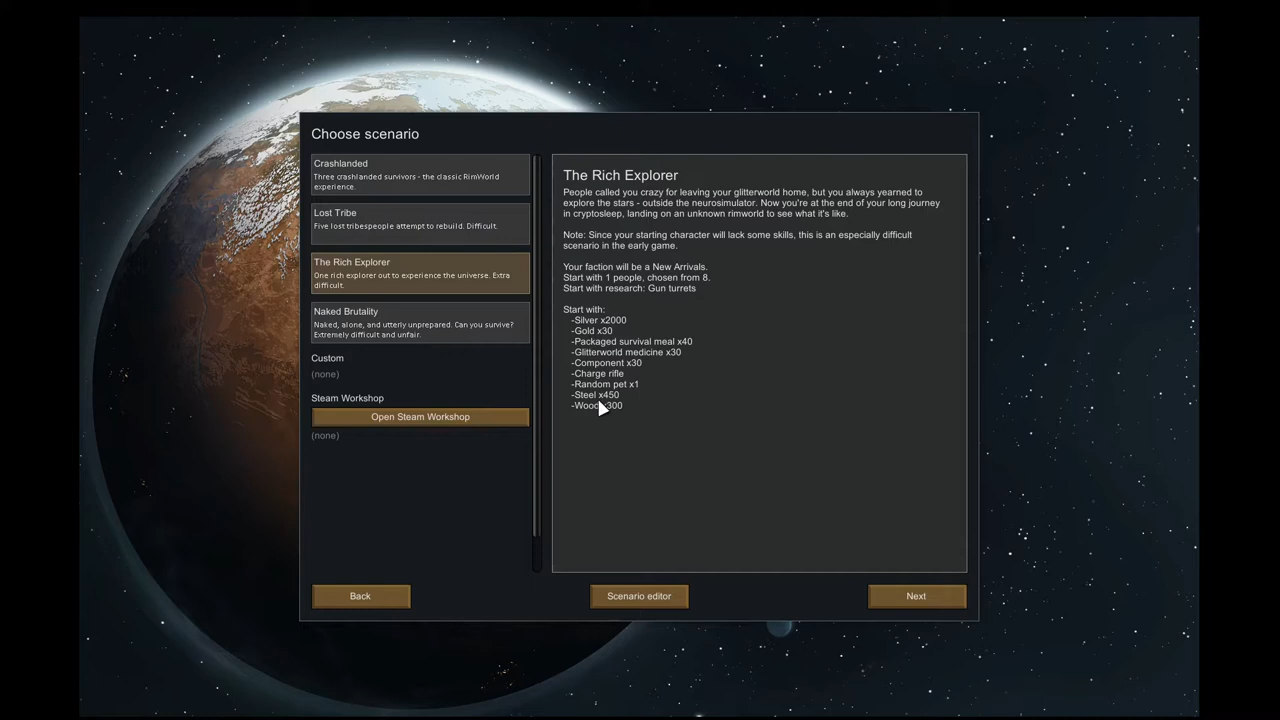 Choose scenario
Crashlanded
Three crashlanded survivors - the classic RimWorld
experience.
Lost Tribe
Five lost tribespeople attempt to rebuild. Difficult.
The Rich Explorer
One rich explorer out to experience the universe. Extra
difficult.
Naked Brutality
Naked, alone, and utterly unprepared. Can you survive?
Extremely difficult and unfair.
Custom
(none)
Steam Workshop
Open Steam Workshop
(none)
The Rich Explorer
People called you crazy for leaving your glitterworld home, but you always yearned to
explore the stars - outside the neurosimulator. Now you're at the end of your long journey
in cryptosleep, landing on an unknown rimworld to see what it's like.
Note: Since your starting character will lack some skills, this is an especially difficult
scenario in the early game.
Your faction will be a New Arrivals.
Start with 1 people, chosen from 8.
Start with research: Gun turrets
Start with:
-Silver x2000
-Gold x30
-Packaged survival meal x40
-Glitterworld medicine x30
-Component x30
-Charge rifle
-Random pet x1
-Steel x450
-Wood x300
Back
Scenario editor
Next